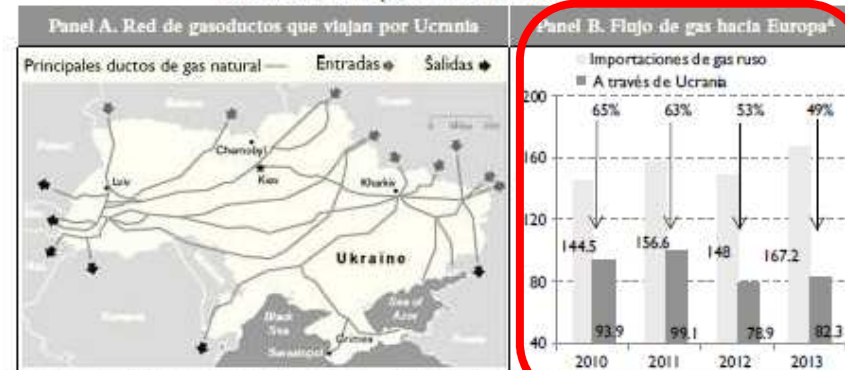 Panel A. Red de gasoductos que viajan por Ucrania
Principales ductos de gas natural
Entradas
Salidas
Chernobyl
Lviv
Kiev
Kharkiv
Ukraine
Sea of
Azov
Black
Sea
Crimea
Sevastopol
Panel B. Flujo de gas hacia Europa
Importaciones de gas ruso
A través de Ucrania
200
160
120
80
40
65%
63%
53%
49%
144.5
156.6
148
167.2
93.9
99.1
78.9
82.3
2010
2011
2012
2013